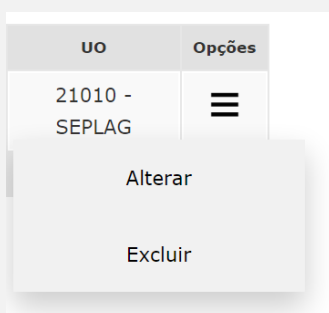 UO Opções
21010 -
SEPLAG
Alterar
Excluir